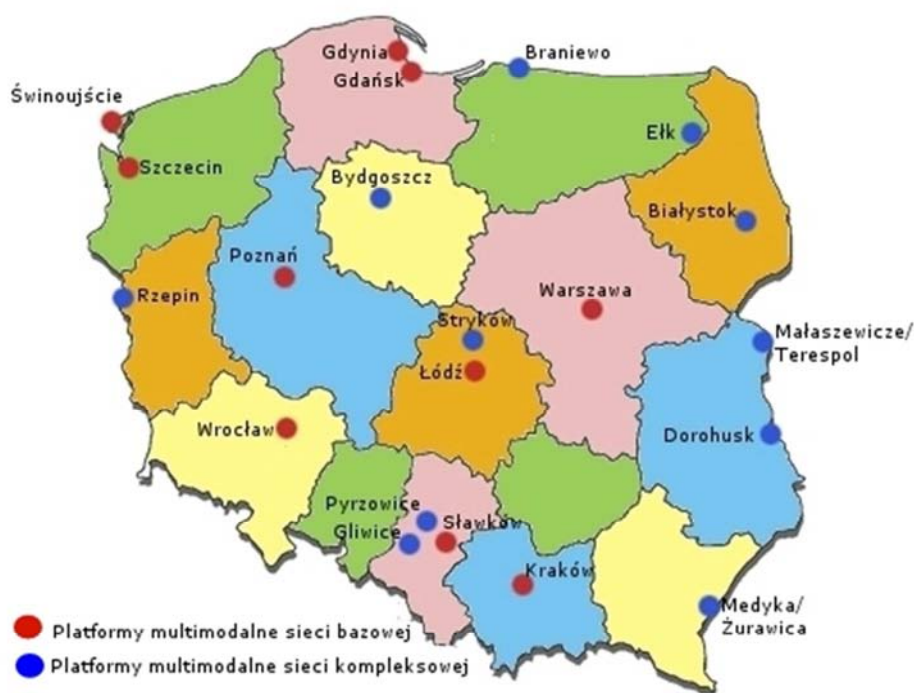 Gdynia
Braniewo
Gdańsk
Świnoujście
Ełk
Szczecin
Bydgoszcz
Białystok
Poznań
Rzepin
Warszawa
Stryków
Małaszewicze/
Terespol
Łódź
Wrocław
Dorohusk
Pyrzowice
Sławków
Gliwice
Kraków
Medyka/
Żurawica
Platformy multimodalne sieci bazowej
Platformy multimodalne sieci kompleksowej